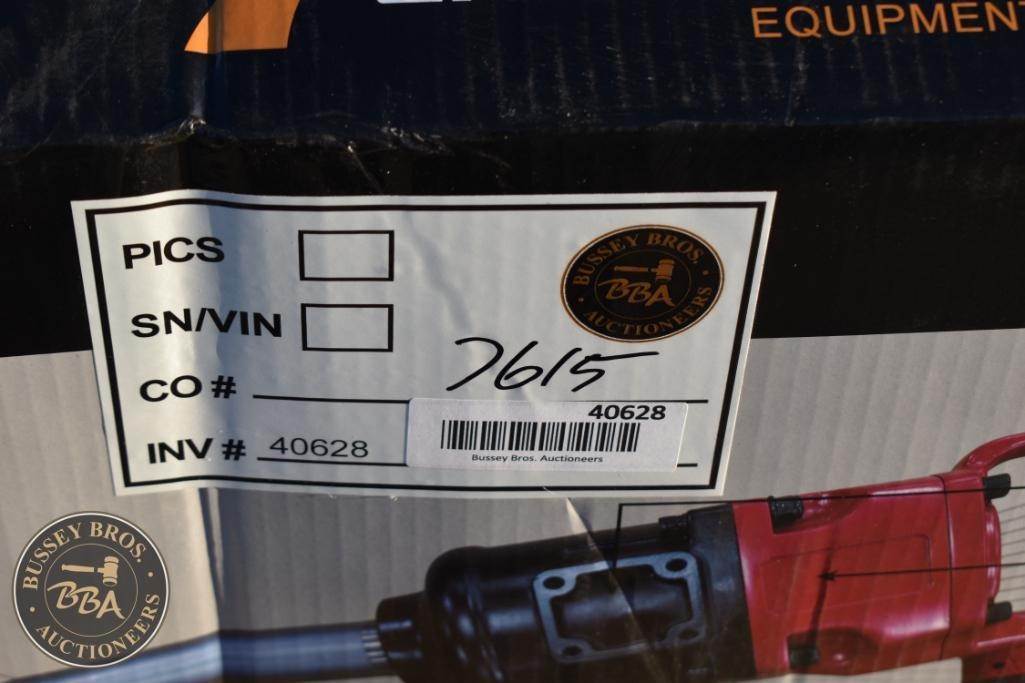 EQUIPMENT
PICS
SN/VIN
CO # 7615
INV # 40628
BUSSEY BROS.
BBA
AUCTIONEERS
40628
Bussey Bros. Auctioneers
BUSSEY BROS.
BBA
AUCTIONEERS